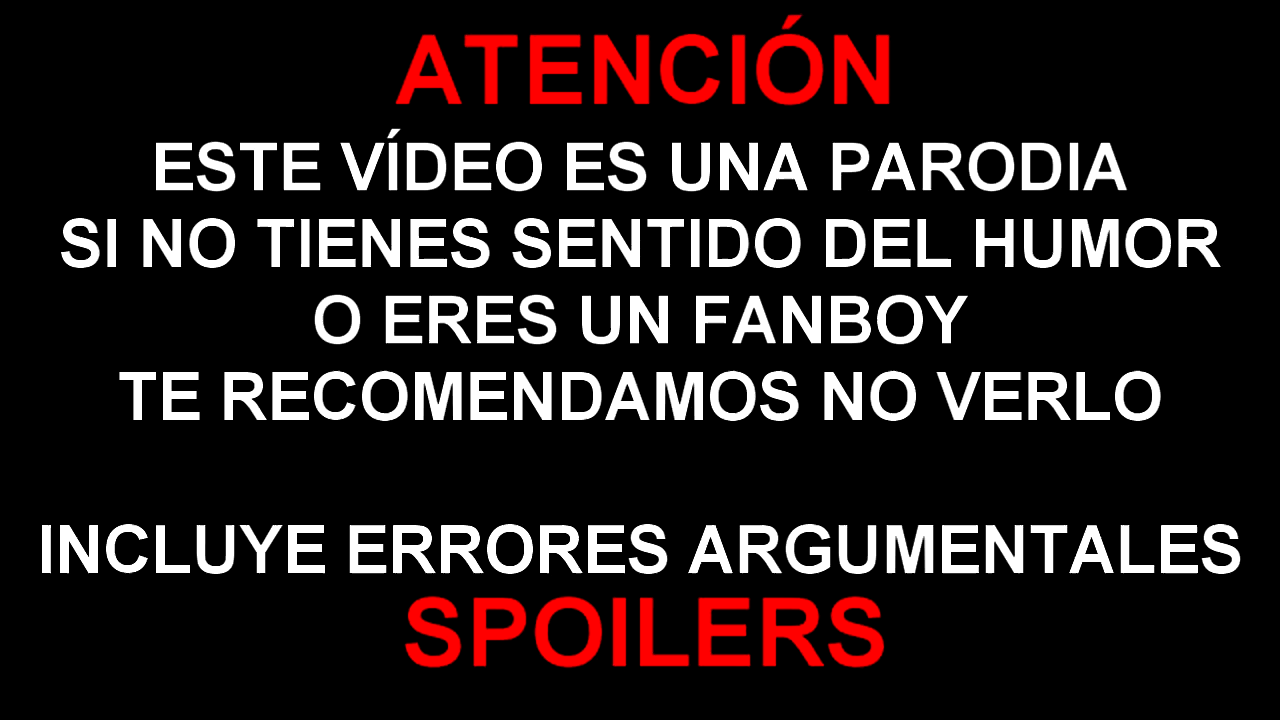 ATENCIÓN
ESTE VÍDEO ES UNA PARODIA
SI NO TIENES SENTIDO DEL HUMOR
O ERES UN FANBOY
TE RECOMENDAMOS NO VERLO
INCLUYE ERRORES ARGUMENTALES
SPOILERS